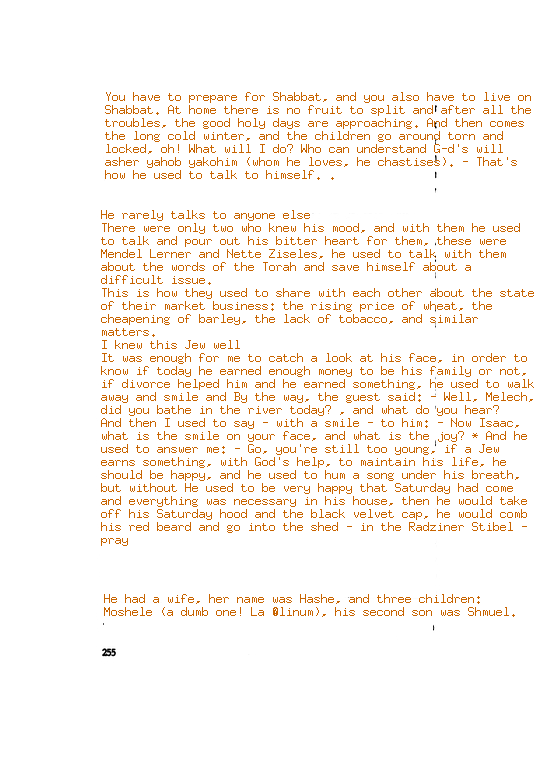 You have to prepare for Shabbat, and you also have to live on
Shabbat. At home there is no fruit to split and after all the
troubles, the good holy days are approaching. And then comes
the long cold winter, and the children go around torn and
locked, oh! What will I do? Who can understand G-d's will
asher yahob yakohim (whom he loves, he chastises). - That's
how he used to talk to himself. .
He rarely talks to anyone else
There were only two who knew his mood, and with them he used
to talk and pour out his bitter heart for them, these were
Mendel Lerner and Nette Ziseles, he used to talk with them
about the words of the Torah and save himself about a
difficult issue.
This is how they used to share with each other about the state
of their market business: the rising price of wheat, the
cheapening of barley, the lack of tobacco, and similar
matters.
I knew this Jew well
It was enough for me to catch a look at his face, in order to
know if today he earned enough money to be his family or not,
if divorce helped him and he earned something, he used to walk
away and smile and By the way, the guest said: - Well, Melech,
did you bathe in the river today? , and what do you hear?
And then I used to say - with a smile - to him: - Now Isaac,
what is the smile on your face, and what is the joy? * And he
used to answer me: - Go, you're still too young, if a Jew
earns something, with God's help, to maintain his life, he
should be happy, and he used to hum a song under his breath,
but without He used to be very happy that Saturday had come
and everything was necessary in his house, then he would take
off his Saturday hood and the black velvet cap, he would comb
his red beard and go into the shed - in the Radziner Stibel -
pray
He had a wife, her name was Hashe, and three children:
Moshele (a dumb one! La 0linum), his second son was Shmuel.
255